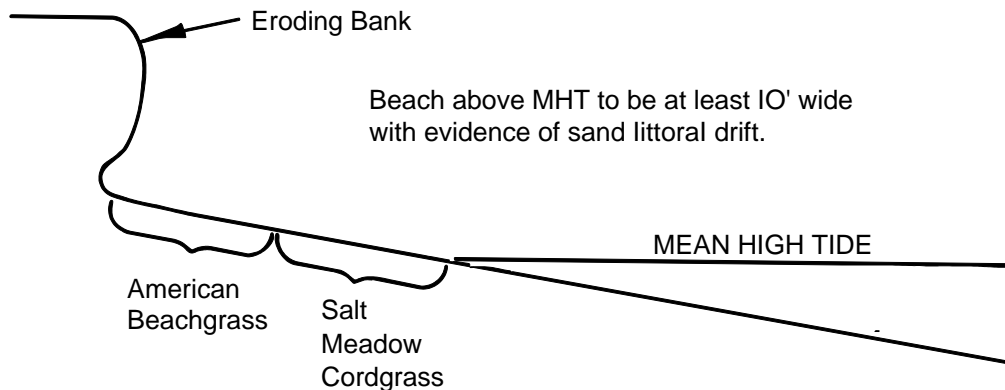 Eroding Bank
Beach above MHT to be at least IO' wide
with evidence of sand littoral drift.
MEAN HIGH TIDE
American
Beachgrass
Salt
Meadow
Cordgrass